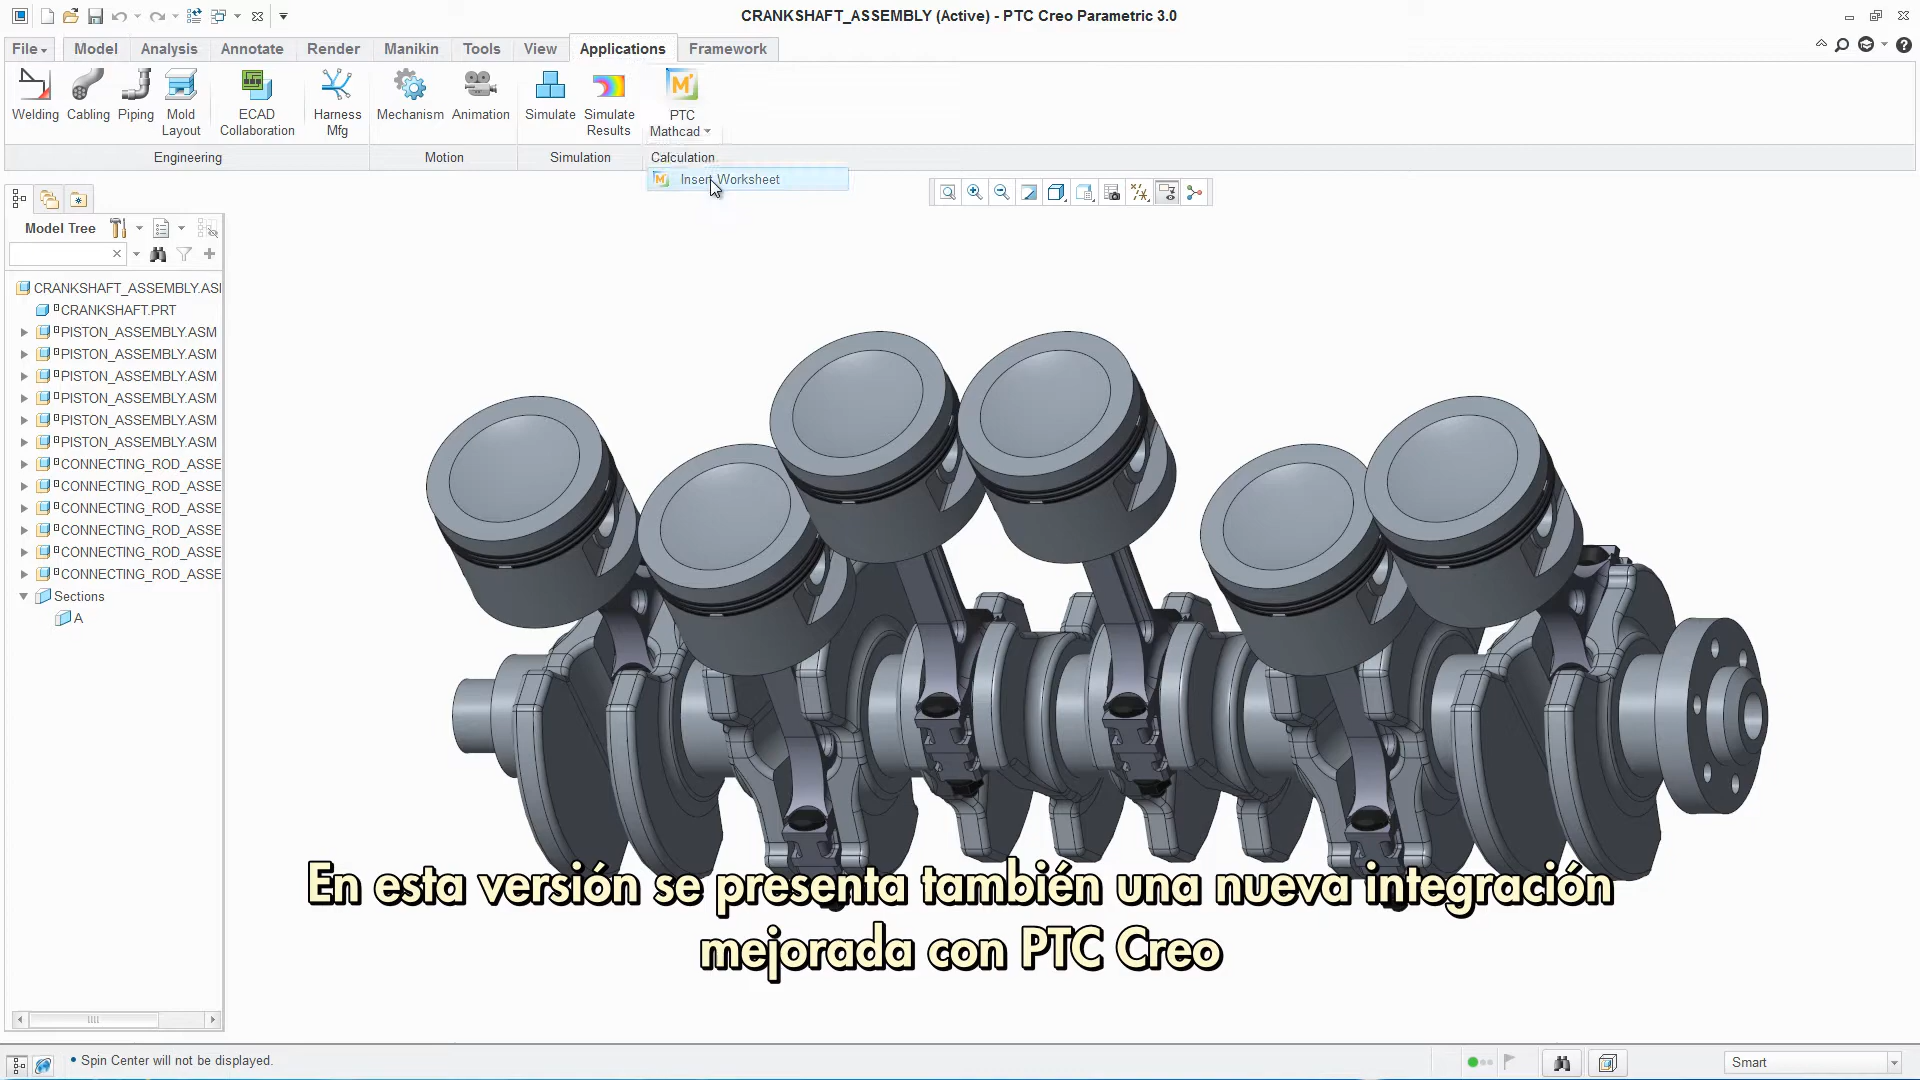 CRANKSHAFT_ASSEMBLY (Active) - PTC Creo Parametric 3.0
File Model Analysis Annotate Render Manikin Tools View Applications Framework
Welding Cabling Piping Mold Layout ECAD Collaboration Harness Mfg Mechanism Animation Simulate Simulate Results PTC Mathcad
Engineering Motion Simulation Calculation
Insert Worksheet
Model Tree
CRANKSHAFT_ASSEMBLY.ASI
CRANKSHAFT.PRT
PISTON_ASSEMBLY.ASM
PISTON_ASSEMBLY.ASM
PISTON_ASSEMBLY.ASM
PISTON_ASSEMBLY.ASM
PISTON_ASSEMBLY.ASM
PISTON_ASSEMBLY.ASM
CONNECTING_ROD_ASSE
CONNECTING_ROD_ASSE
CONNECTING_ROD_ASSE
CONNECTING_ROD_ASSE
CONNECTING_ROD_ASSE
CONNECTING_ROD_ASSE
Sections
A
En esta versión se presenta también una nueva integración
mejorada con PTC Creo
• Spin Center will not be displayed.
Smart